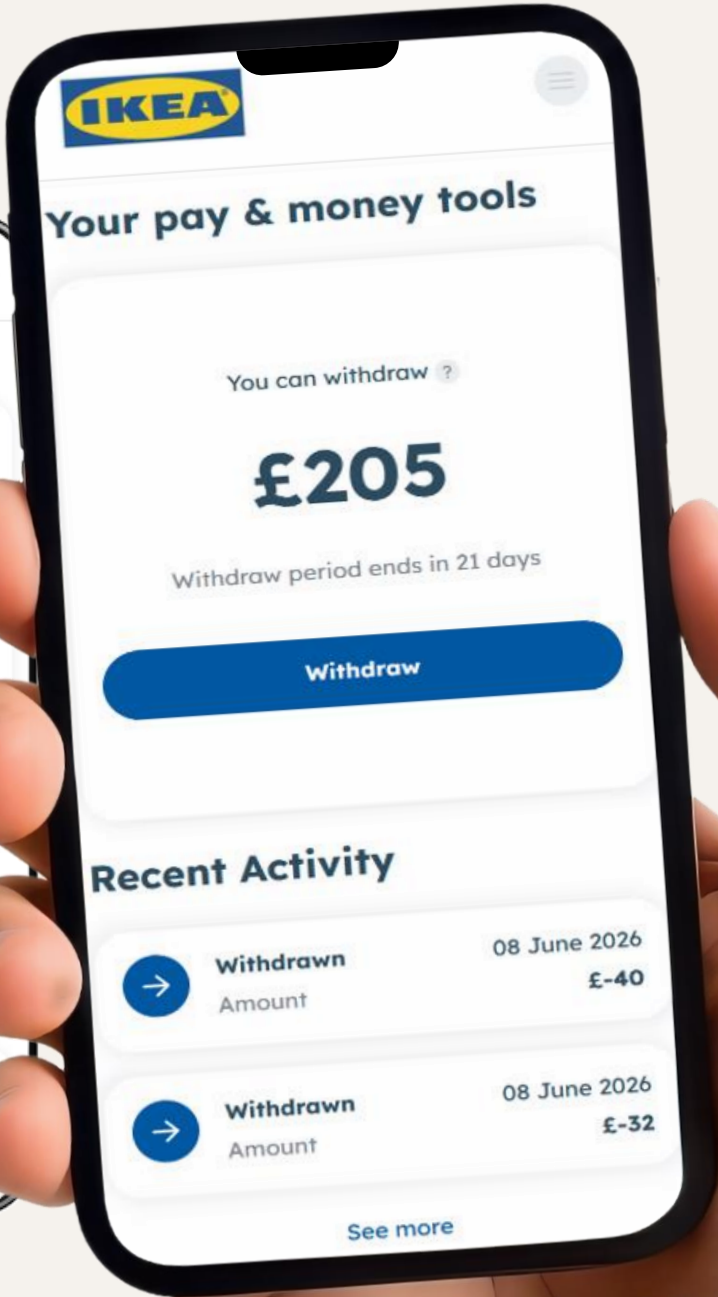 IKEA
Your pay & money tools
You can withdraw ?
£205
Withdraw period ends in 21 days
Withdraw
Recent Activity
Withdrawn 08 June 2026
Amount £-40
Withdrawn 08 June 2026
Amount £-32
See more